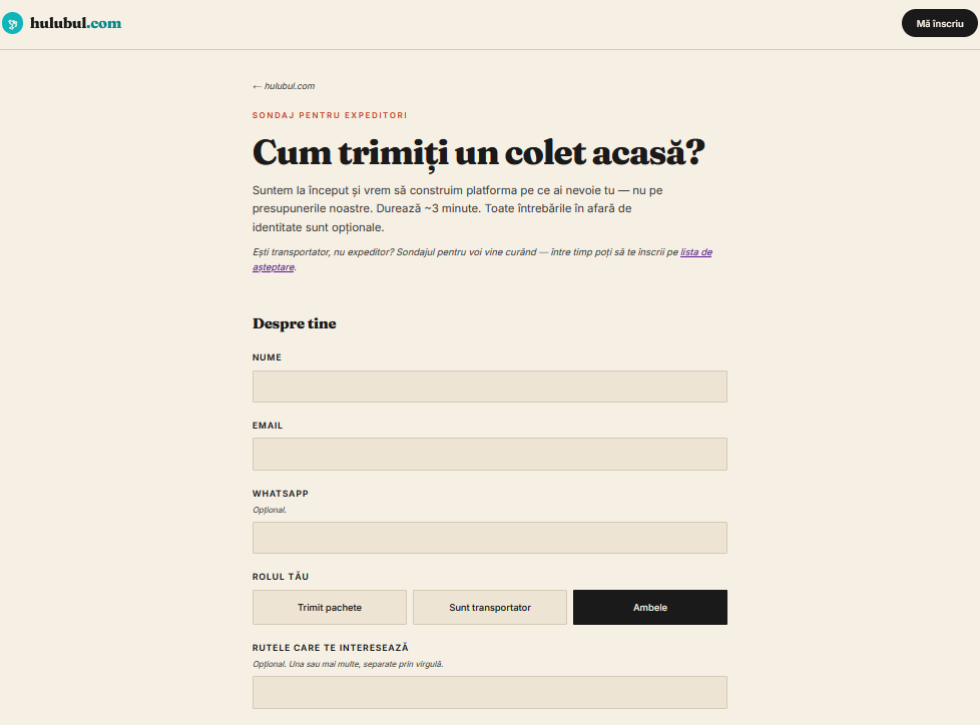 hulubul.com
Mă înscriu
← hulubul.com
SONDAJ PENTRU EXPEDITORI
Cum trimiți un colet acasă?
Suntem la început și vrem să construim platforma pe ce ai nevoie tu — nu pe
presupunerile noastre. Durează ~3 minute. Toate întrebările în afară de
identitate sunt opționale.
Ești transportator, nu expeditor? Sondajul pentru voi vine curând — între timp poți să te înscrii pe lista de
așteptare.
Despre tine
NUME
EMAIL
WHATSAPP
Opțional.
ROLUL TĂU
Trimit pachete
Sunt transportator
Ambele
RUTELE CARE TE INTERESEAZĂ
Opțional. Una sau mai multe, separate prin virgulă.